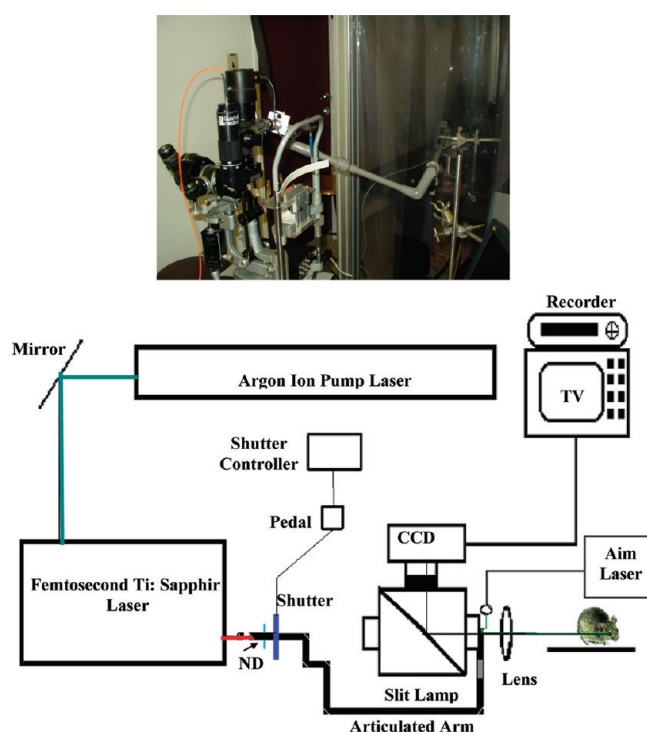 Recorder
Mirror
Argon Ion Pump Laser
TV
Shutter
Controller
Pedal
CCD
Aim
Laser
Femtosecond Ti: Sapphir
Laser
Shutter
ND
Slit Lamp
Lens
Articulated Arm